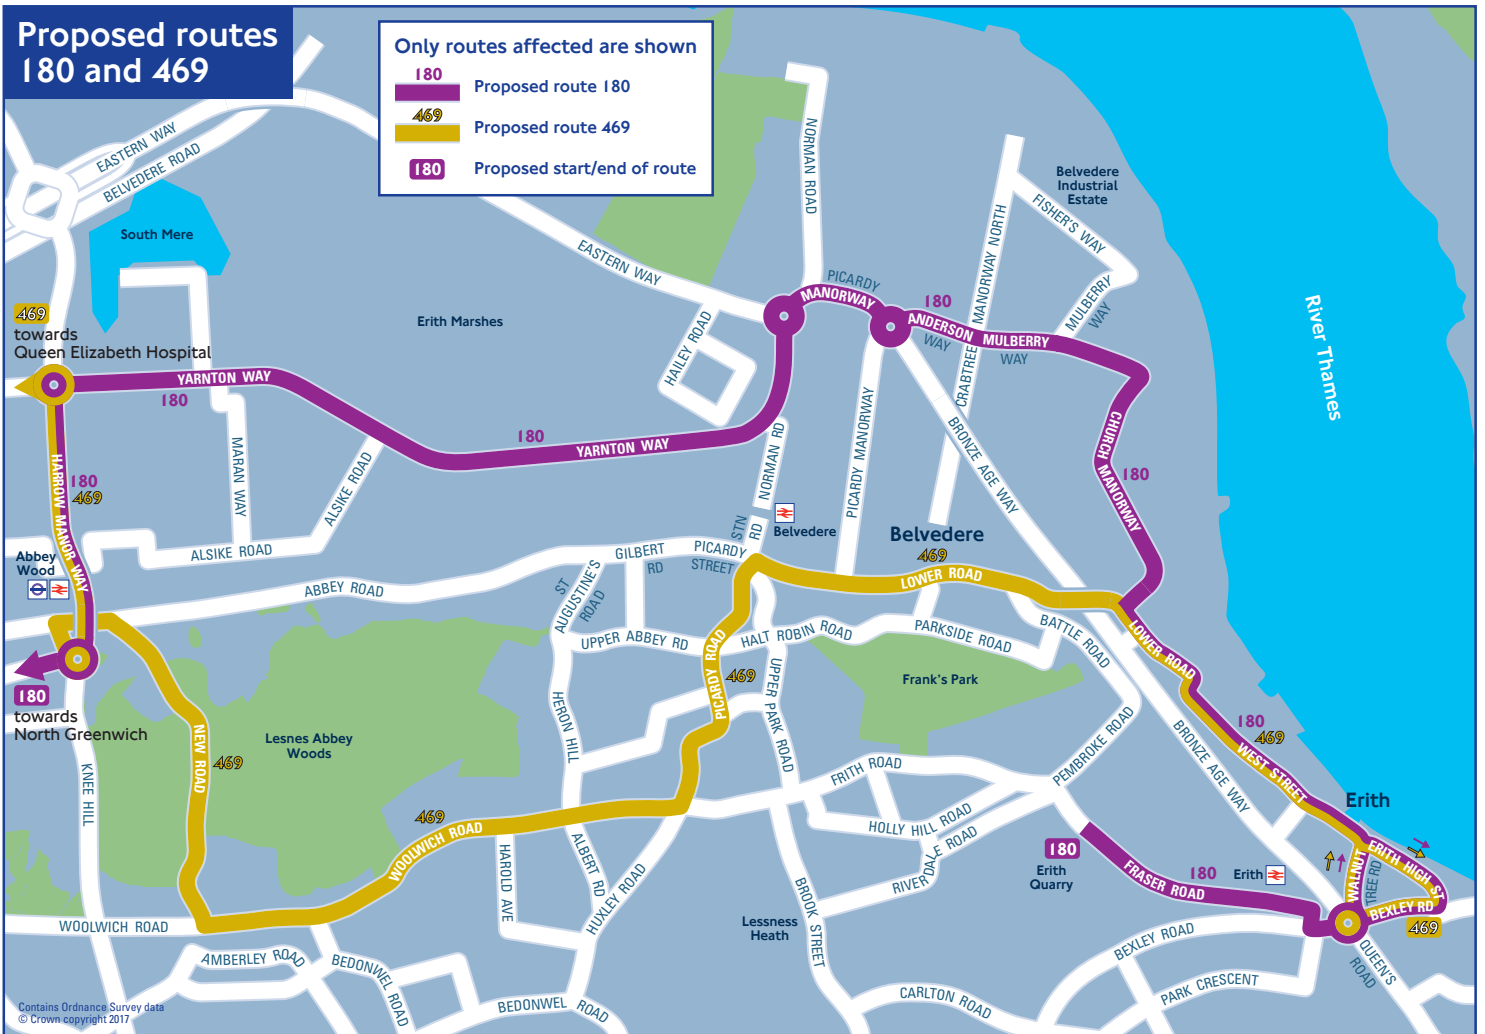 Proposed routes
180 and 469
Only routes affected are shown
180
Proposed route 180
469
Proposed route 469
180
Proposed start/end of route
EASTERN WAY
BELVEDERE ROAD
South Mere
469
towards
Queen Elizabeth Hospital
Erith Marshes
EASTERN WAY
NORMAN ROAD
HAILEY ROAD
PICARDY
MANORWAY
180
ANDERSON
WAY
MULBERRY
WAY
MANORWAY NORTH
CRABTREE
FISHER'S WAY
MULBERRY
WAY
Belvedere
Industrial
Estate
River Thames
YARNTON WAY
180
180
YARNTON WAY
HARROW MANOR WAY
180
469
MARAN WAY
ALSIKE ROAD
ALSIKE ROAD
NORMAN RD
PICARDY MANORWAY
BRONZE AGE WAY
CHURCH
MANORWAY
180
STN
RD
Belvedere
Belvedere
469
LOWER ROAD
Abbey
Wood
ABBEY ROAD
GILBERT
RD
PICARDY
STREET
ST
AUGUSTINE'S
ROAD
UPPER ABBEY RD
HALT ROBIN ROAD
PARKSIDE ROAD
BATTLE ROAD
LOWER ROAD
PICARDY ROAD
469
UPPER PARK ROAD
Frank's Park
180
towards
North Greenwich
HERON HILL
Lesnes Abbey
Woods
NEW ROAD
469
KNEE HILL
469
WOOLWICH ROAD
FRITH ROAD
PEMBROKE ROAD
BRONZE AGE WAY
180
469
WEST STREET
Erith
HOLLY HILL ROAD
RIVERDALE ROAD
180
Erith
Quarry
FRASER ROAD
180
Erith
WALNUT
TREE RD
ERITH HIGH ST
BEXLEY RD
469
HAROLD AVE
ALBERT RD
HUXLEY ROAD
BROOK STREET
Lessness
Heath
WOOLWICH ROAD
AMBERLEY ROAD
BEDONWEL ROAD
BEDONWEL ROAD
CARLTON ROAD
BEXLEY ROAD
PARK CRESCENT
QUEEN'S
ROAD
Contains Ordnance Survey data
© Crown copyright 2017